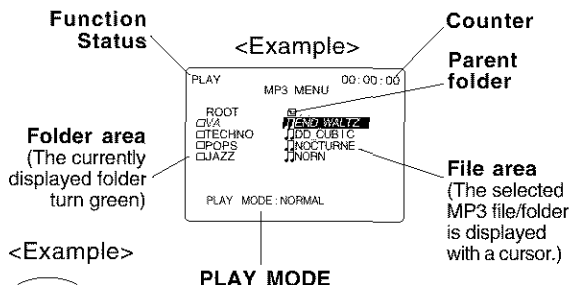 Function
Status
<Example>
Counter
Parent
folder
PLAY
00:00:00
MP3 MENU
ROOT
VA
TECHNO
POPS
JAZZ
END WALTZ
DD CUBIC
NOCTURNE
NORN
PLAY MODE:NORMAL
Folder area
(The currently
displayed folder
turn green)
File area
(The selected
MP3 file/folder
is displayed
with a cursor.)
<Example>
PLAY MODE